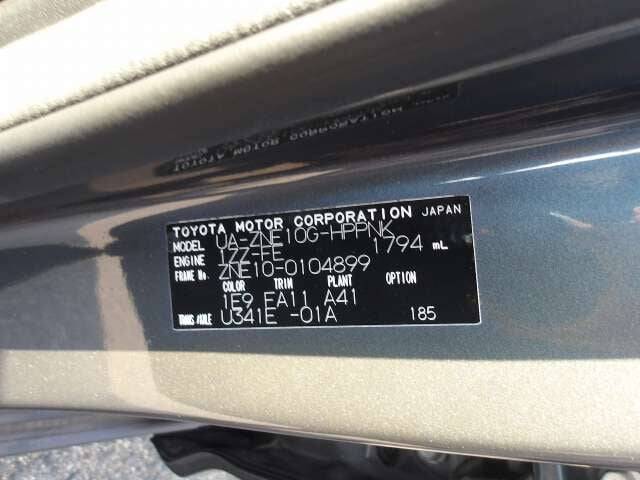 TOYOTA MOTOR CORPORATION JAPAN
MODEL UA-ZNE10G-HPPNK
ENGINE 1ZZ-FE 1794 mL
FRAME No. ZNE10-0104899
COLOR TRIM PLANT OPTION
1E9 EA11 A41
TRANS AXLE U341E -01A 185